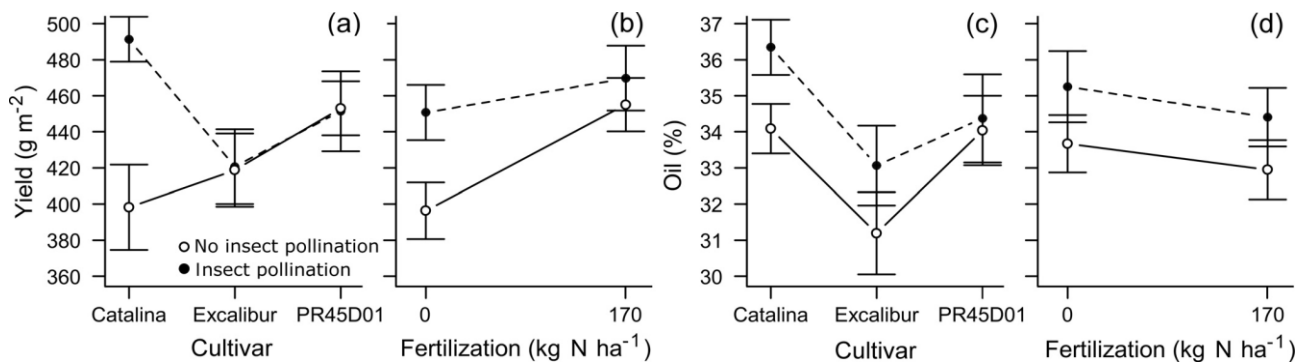 (a)
500
480
460
440
420
400
380
360
Yield (g m⁻²)
No insect pollination
Insect pollination
Catalina Excalibur PR45D01
Cultivar
(b)
0 170
Fertilization (kg N ha⁻¹)
(c)
37
36
35
34
33
32
31
30
Oil (%)
Catalina Excalibur PR45D01
Cultivar
(d)
0 170
Fertilization (kg N ha⁻¹)